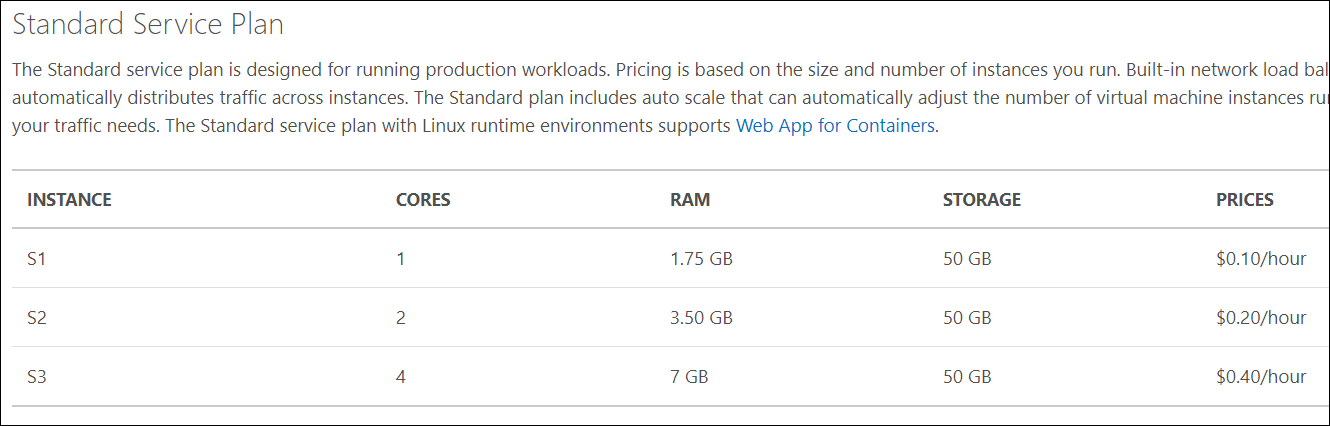 Standard Service Plan
The Standard service plan is designed for running production workloads. Pricing is based on the size and number of instances you run. Built-in network load bal
automatically distributes traffic across instances. The Standard plan includes auto scale that can automatically adjust the number of virtual machine instances ru
your traffic needs. The Standard service plan with Linux runtime environments supports Web App for Containers.
INSTANCE CORES RAM STORAGE PRICES
S1 1 1.75 GB 50 GB $0.10/hour
S2 2 3.50 GB 50 GB $0.20/hour
S3 4 7 GB 50 GB $0.40/hour